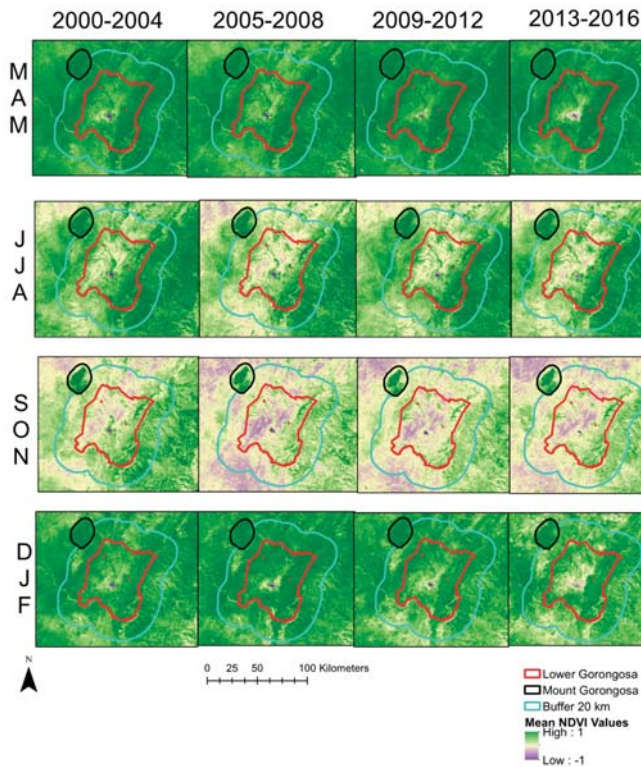 2000-2004 2005-2008 2009-2012 2013-2016
M
A
M
J
J
A
S
O
N
D
J
F
N
0 25 50 100 Kilometers
Lower Gorongosa
Mount Gorongosa
Buffer 20 km
Mean NDVI Values
High : 1
Low : -1